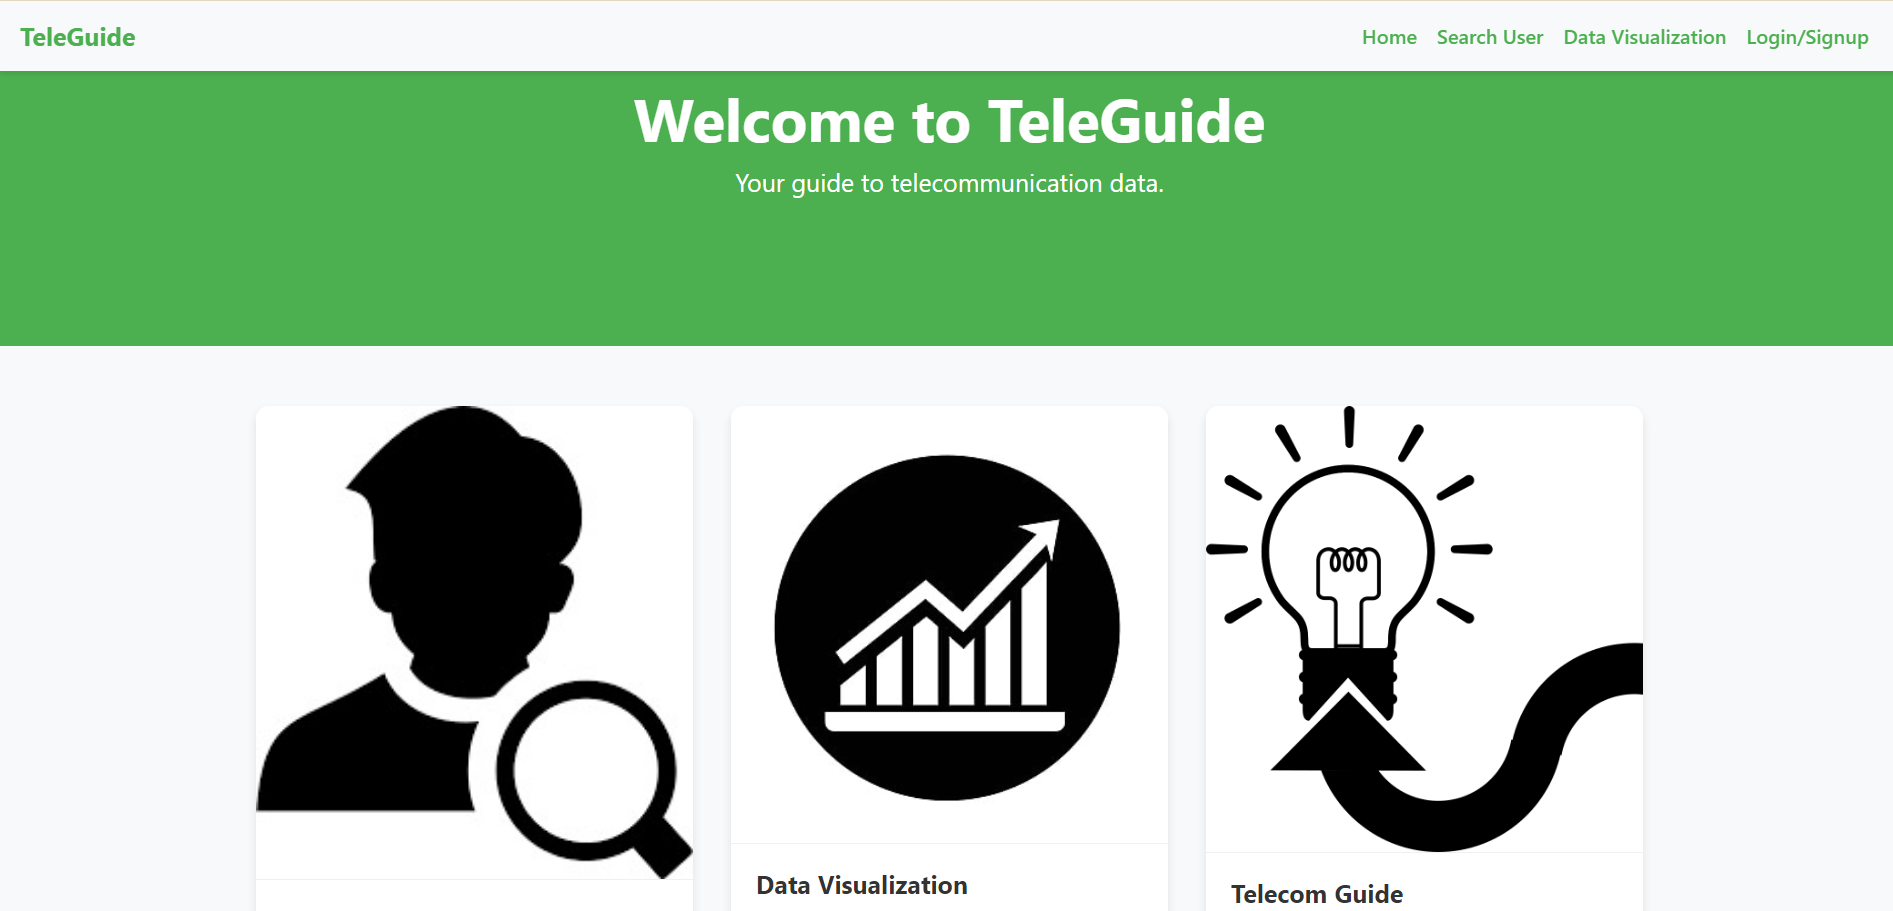 TeleGuide
Home Search User Data Visualization Login/Signup
Welcome to TeleGuide
Your guide to telecommunication data.
Data Visualization
Telecom Guide